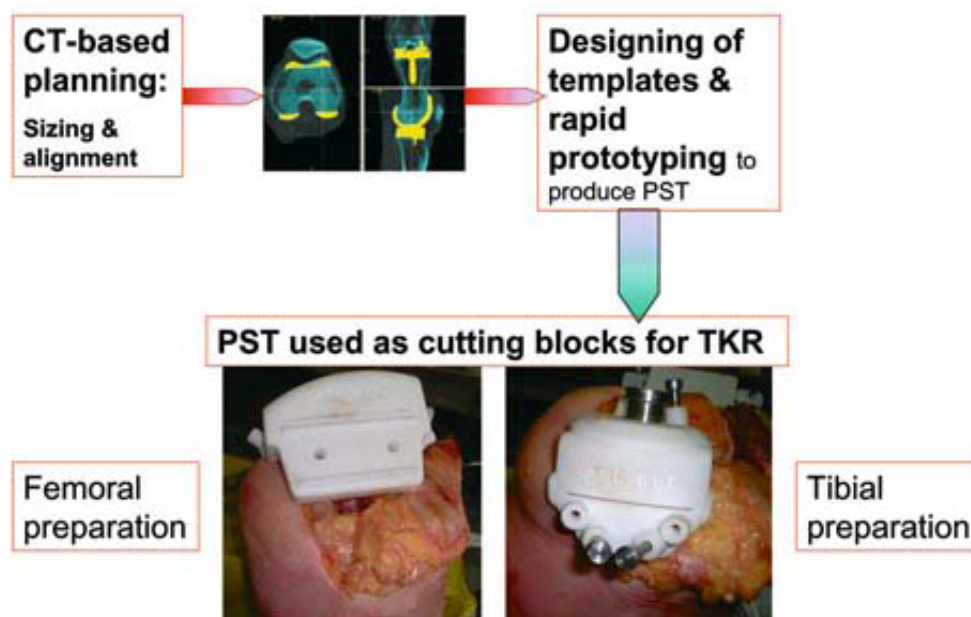 CT-based
planning:
Sizing &
alignment
Designing of
templates &
rapid
prototyping to
produce PST
PST used as cutting blocks for TKR
Femoral
preparation
Tibial
preparation